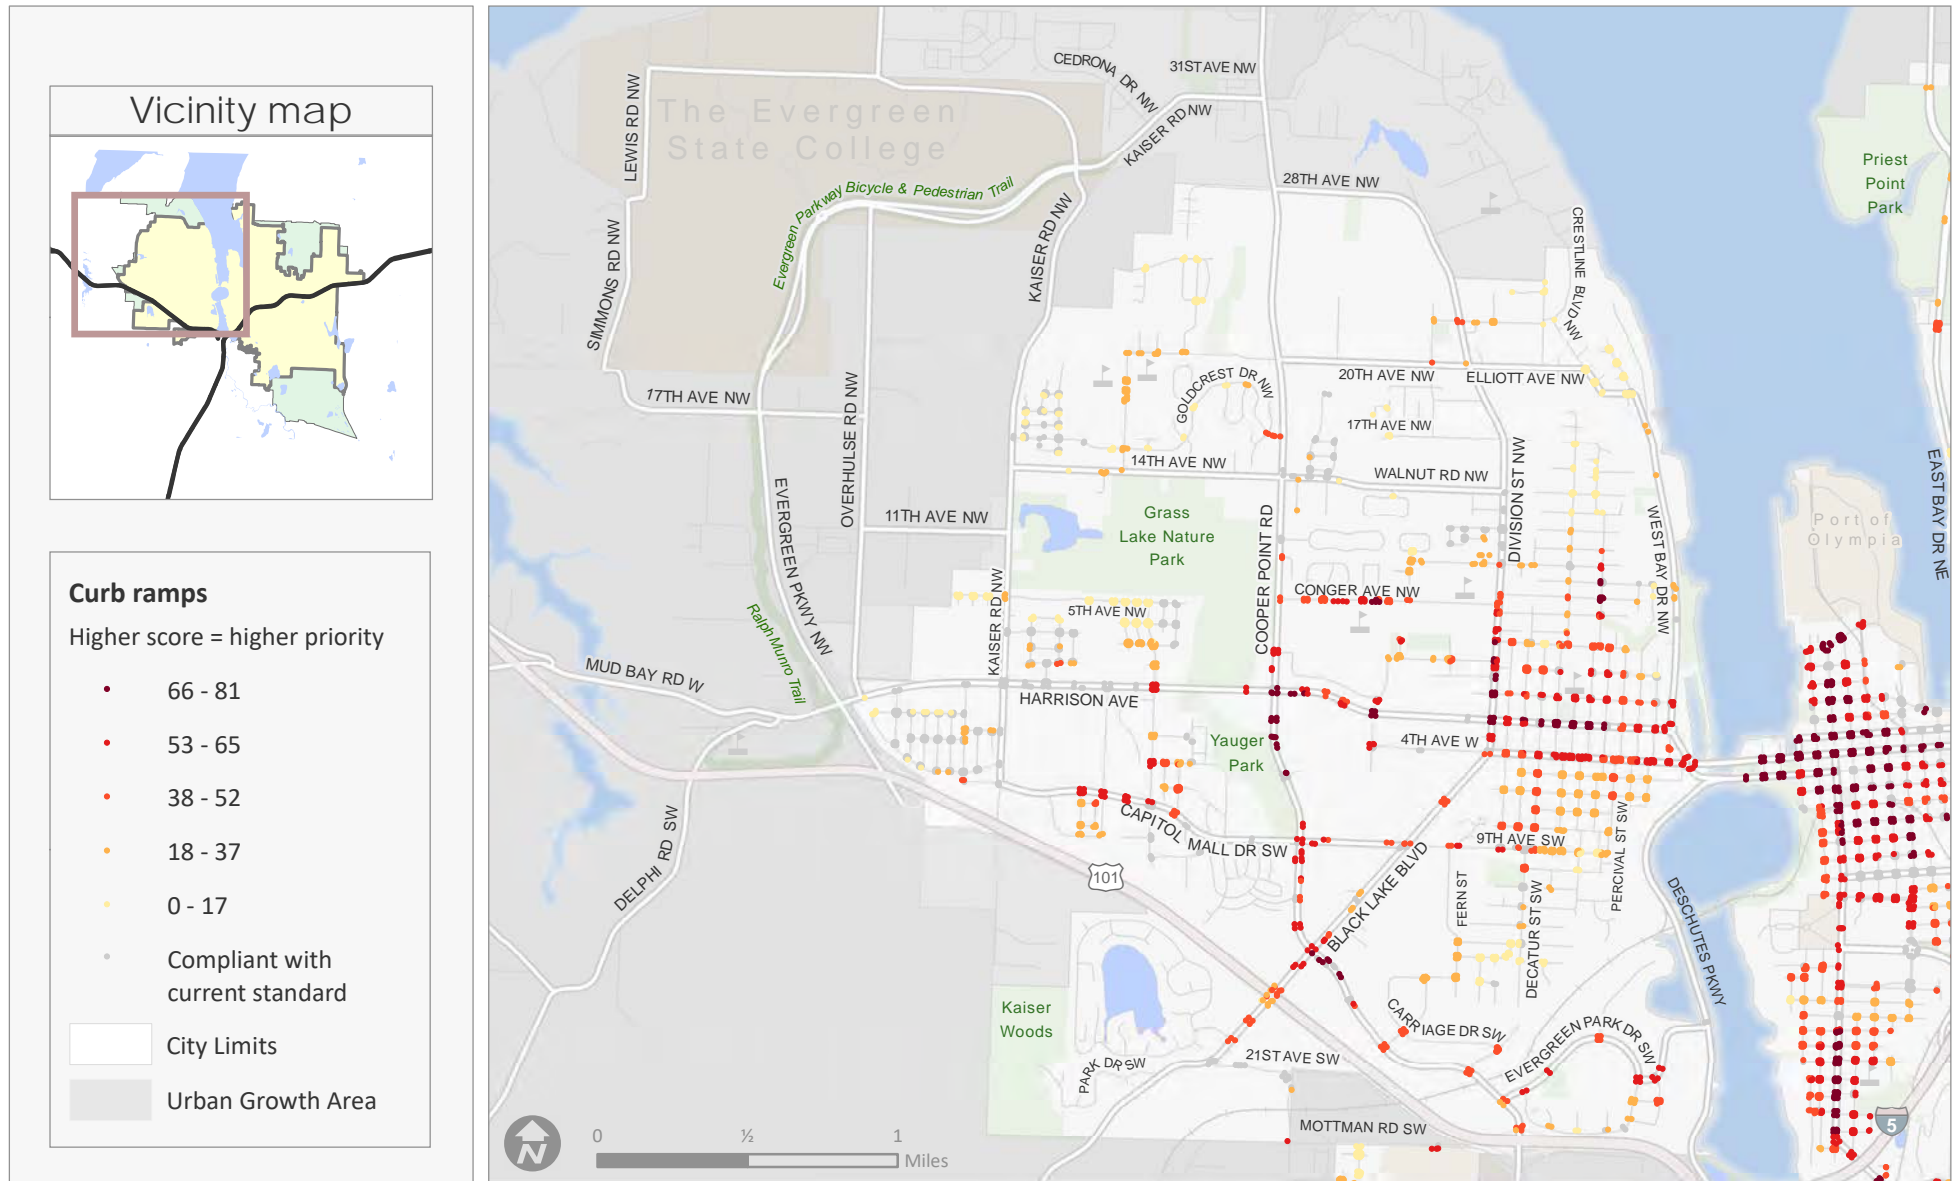 Vicinity map
Curb ramps
Higher score = higher priority
66 - 81
53 - 65
38 - 52
18 - 37
0 - 17
Compliant with
current standard
City Limits
Urban Growth Area
CEDRONA DR NW
31ST AVE NW
LEWIS RD NW
The Evergreen
State College
KAISER RD NW
Evergreen Parkway Bicycle & Pedestrian Trail
28TH AVE NW
Priest
Point
Park
SIMMONS RD NW
KAISER RD NW
CRESTLINE BLVD NW
17TH AVE NW
OVERHULSE RD NW
GOLDCREST DR NW
20TH AVE NW
ELLIOTT AVE NW
17TH AVE NW
14TH AVE NW
WALNUT RD NW
DIVISION ST NW
EAST BAY DR NE
EVERGREEN PKWY NW
11TH AVE NW
Grass
Lake Nature
Park
COOPER POINT RD
WEST BAY DR NW
Port of
Olympia
KAISER RD NW
5TH AVE NW
CONGER AVE NW
Ralph Munro Trail
MUD BAY RD W
HARRISON AVE
Yauger
Park
4TH AVE W
DELPHI RD SW
CAPITOL MALL DR SW
9TH AVE SW
PERCIVAL ST SW
101
BLACK LAKE BLVD
FERN ST
DECATUR ST SW
DESCHUTES PKWY
Kaiser
Woods
CARRIAGE DR SW
EVERGREEN PARK DR SW
PARK DR SW
21ST AVE SW
MOTTMAN RD SW
5
N
0 ½ 1
Miles